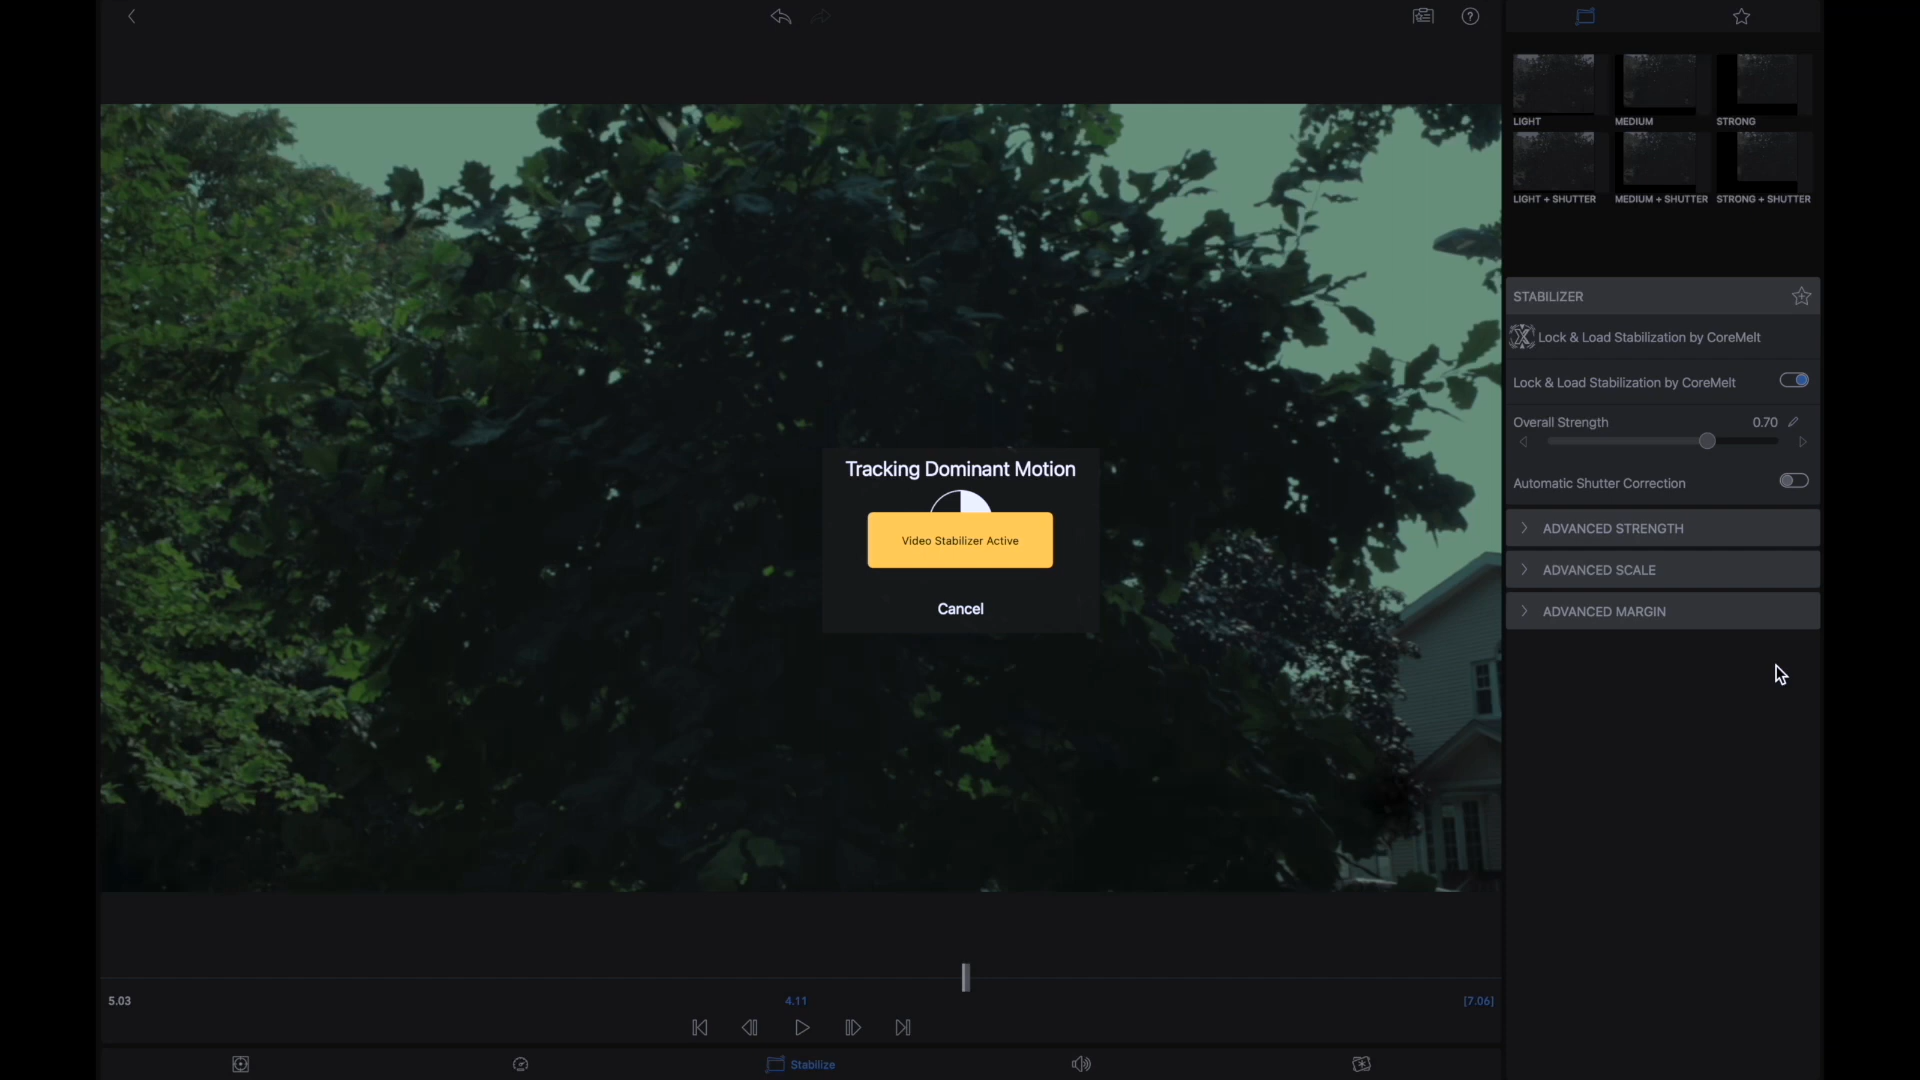 LIGHT
MEDIUM
STRONG
LIGHT + SHUTTER
MEDIUM + SHUTTER
STRONG + SHUTTER
STABILIZER
Lock & Load Stabilization by CoreMelt
Lock & Load Stabilization by CoreMelt
Overall Strength 0.70
Automatic Shutter Correction
ADVANCED STRENGTH
ADVANCED SCALE
ADVANCED MARGIN
Tracking Dominant Motion
Video Stabilizer Active
Cancel
5.03
4.11
[7.06]
Stabilize